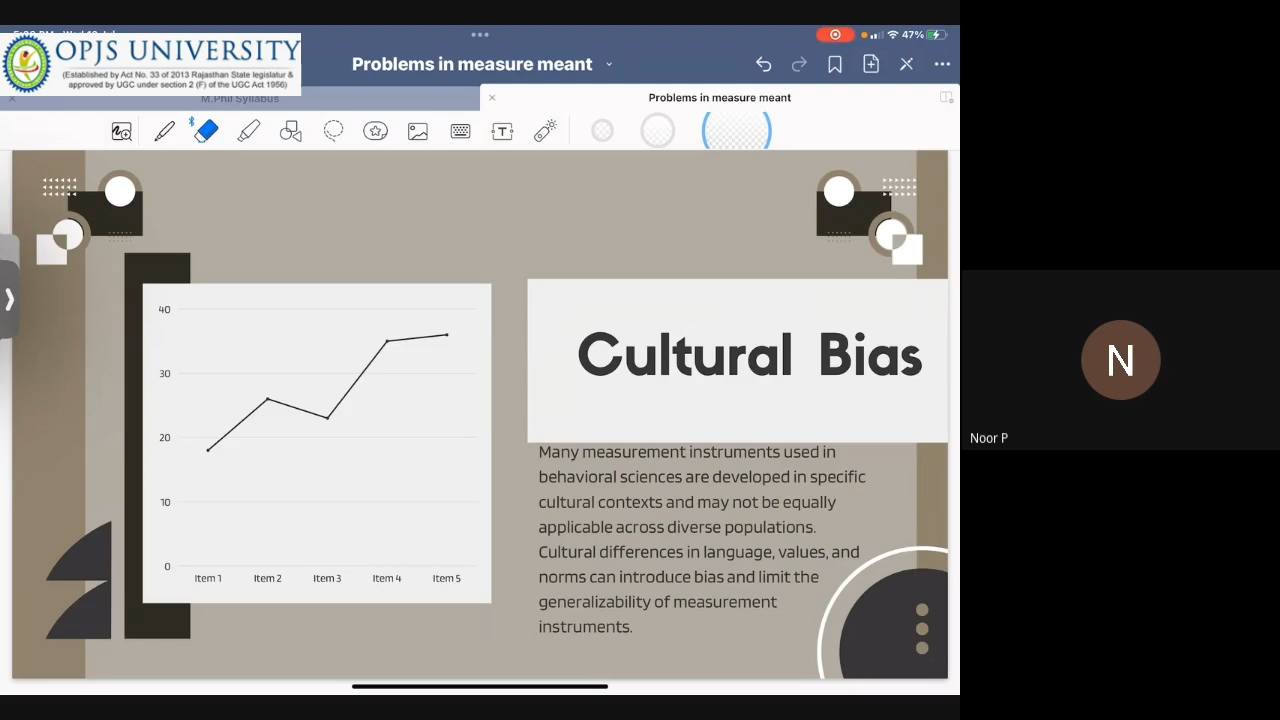 OPJS UNIVERSITY
(Established by Act No. 33 of 2013 Rajasthan State legislatur &
approved by UGC under section 2 (F) of the UGC Act 1956)
Problems in measure meant
47%
M.Phil Syllabus
Problems in measure meant
T
40
30
20
10
0
Item 1 Item 2 Item 3 Item 4 Item 5
Cultural Bias
Many measurement instruments used in
behavioral sciences are developed in specific
cultural contexts and may not be equally
applicable across diverse populations.
Cultural differences in language, values, and
norms can introduce bias and limit the
generalizability of measurement
instruments.
N
Noor P